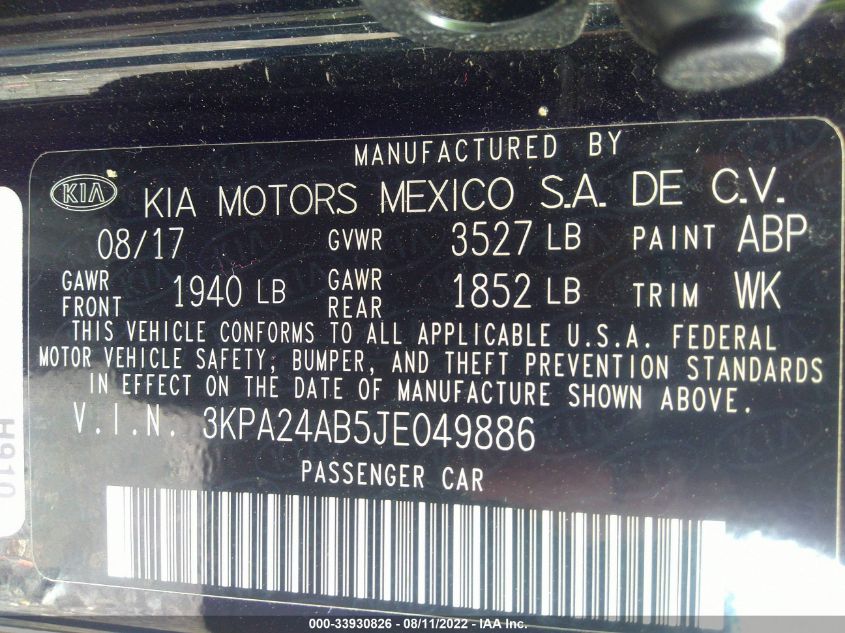 MANUFACTURED BY
KIA KIA MOTORS MEXICO S.A. DE C.V.
08/17 GVWR 3527 LB PAINT ABP
GAWR FRONT 1940 LB GAWR REAR 1852 LB TRIM WK
THIS VEHICLE CONFORMS TO ALL APPLICABLE U.S.A. FEDERAL
MOTOR VEHICLE SAFETY, BUMPER, AND THEFT PREVENTION STANDARDS
IN EFFECT ON THE DATE OF MANUFACTURE SHOWN ABOVE.
V.I.N. 3KPA24AB5JE049886
PASSENGER CAR
H910
000-33930826 - 08/11/2022 - IAA Inc.